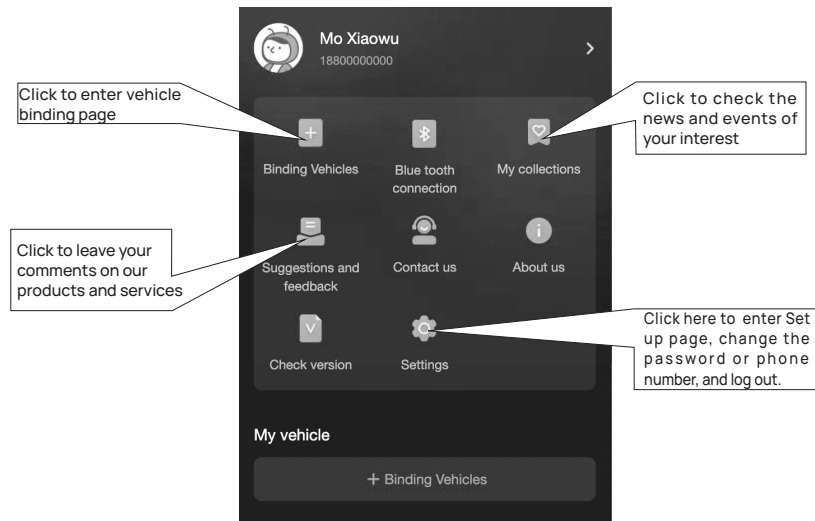 Mo Xiaowu
18800000000
Click to enter vehicle
binding page
Click to check the
news and events of
your interest
Binding Vehicles
Blue tooth
connection
My collections
Click to leave your
comments on our
products and services
Suggestions and
feedback
Contact us
About us
Click here to enter Set
up page, change the
password or phone
number, and log out.
V
Check version
Settings
My vehicle
+ Binding Vehicles